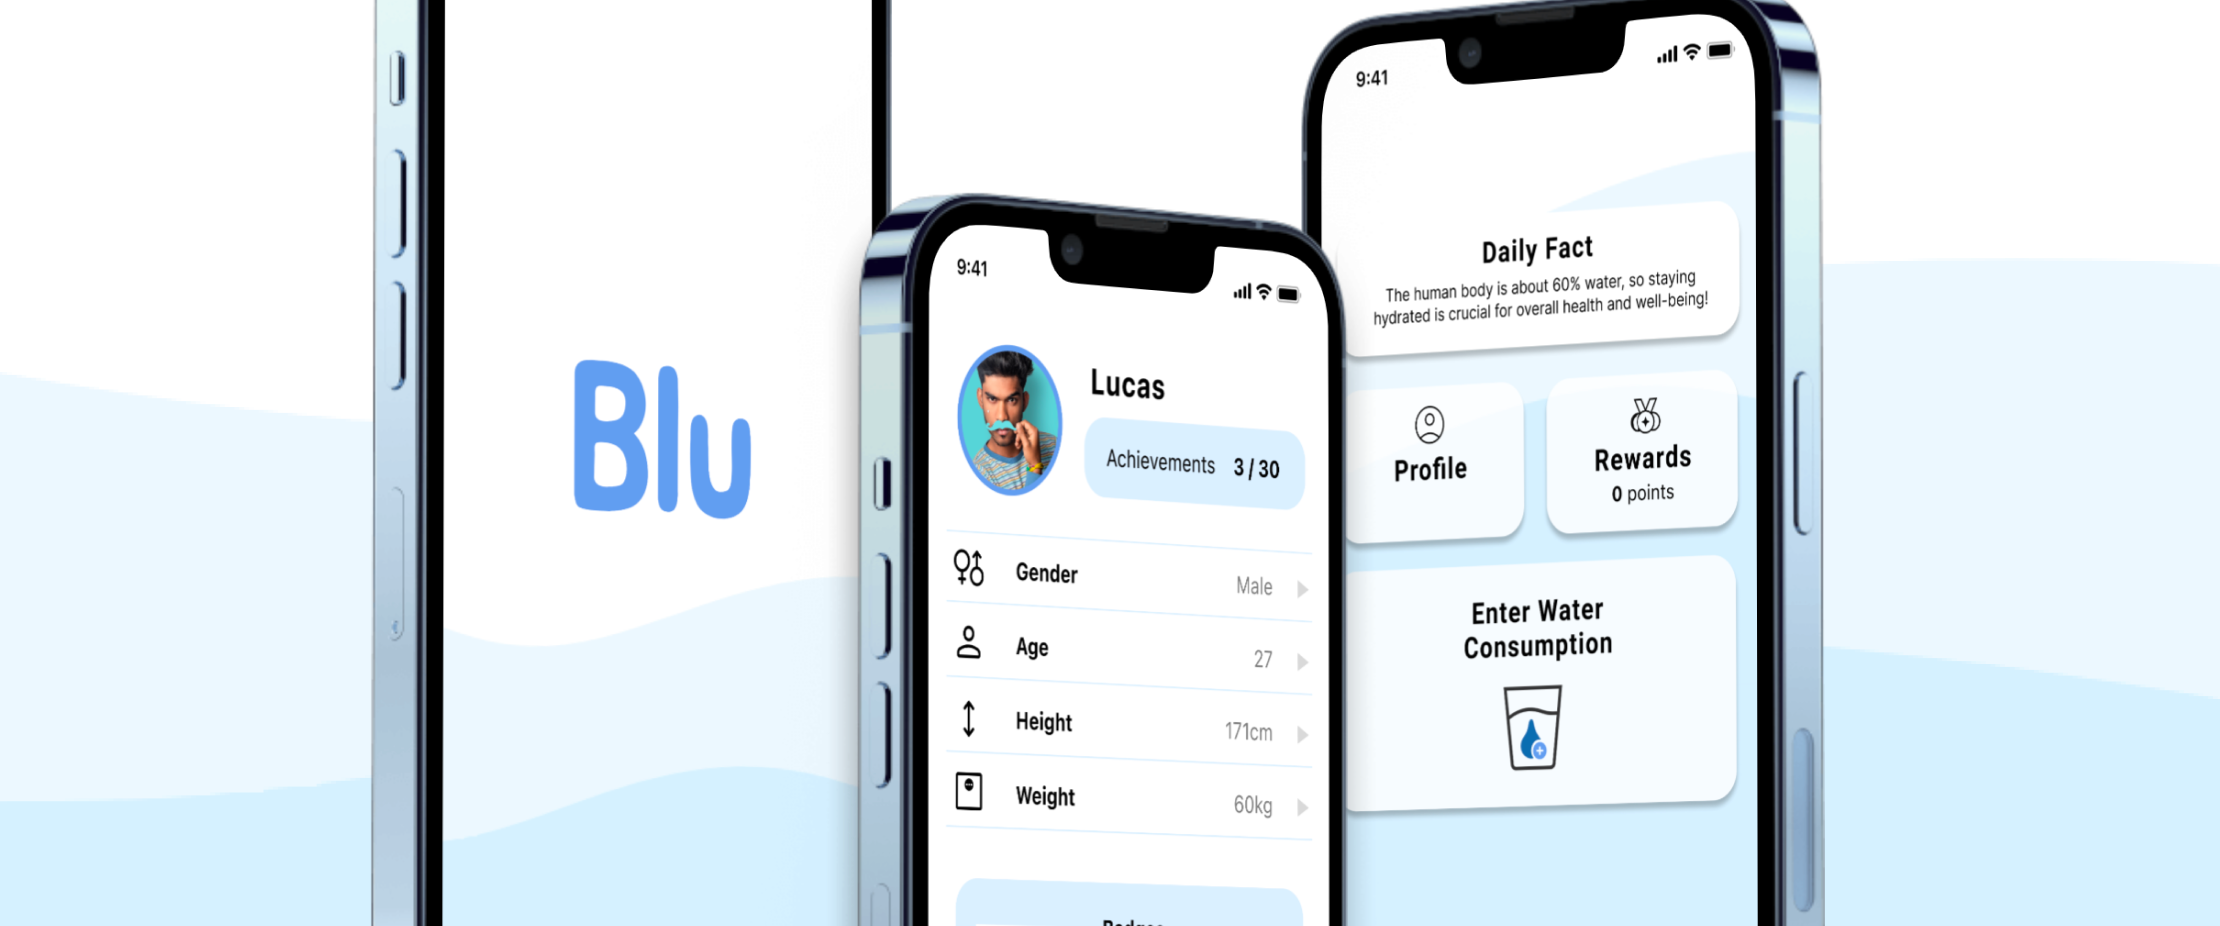 Blu
9:41
Lucas
Achievements 3 / 30
Gender Male
Age 27
Height 171cm
Weight 60kg
9:41
Daily Fact
The human body is about 60% water, so staying
hydrated is crucial for overall health and well-being!
Profile
Rewards
0 points
Enter Water
Consumption